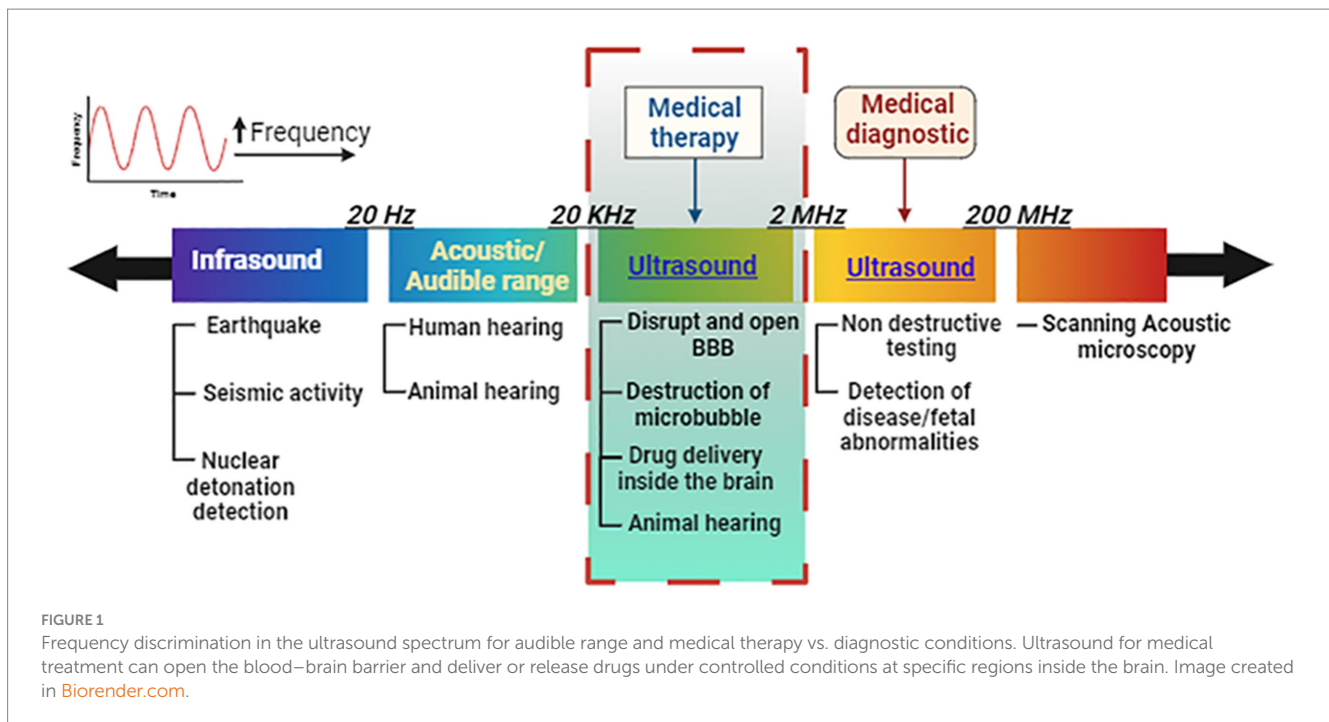 Frequency
Time
Frequency
Medical
therapy
Medical
diagnostic
20 Hz
20 KHz
2 MHz
200 MHz
Infrasound
Acoustic/
Audible range
Ultrasound
Ultrasound
Earthquake
Seismic activity
Nuclear
detonation
detection
Human hearing
Animal hearing
Disrupt and open
BBB
Destruction of
microbubble
Drug delivery
inside the brain
Animal hearing
Non destructive
testing
Detection of
disease/fetal
abnormalities
Scanning Acoustic
microscopy
FIGURE 1
Frequency discrimination in the ultrasound spectrum for audible range and medical therapy vs. diagnostic conditions. Ultrasound for medical
treatment can open the blood–brain barrier and deliver or release drugs under controlled conditions at specific regions inside the brain. Image created
in Biorender.com.